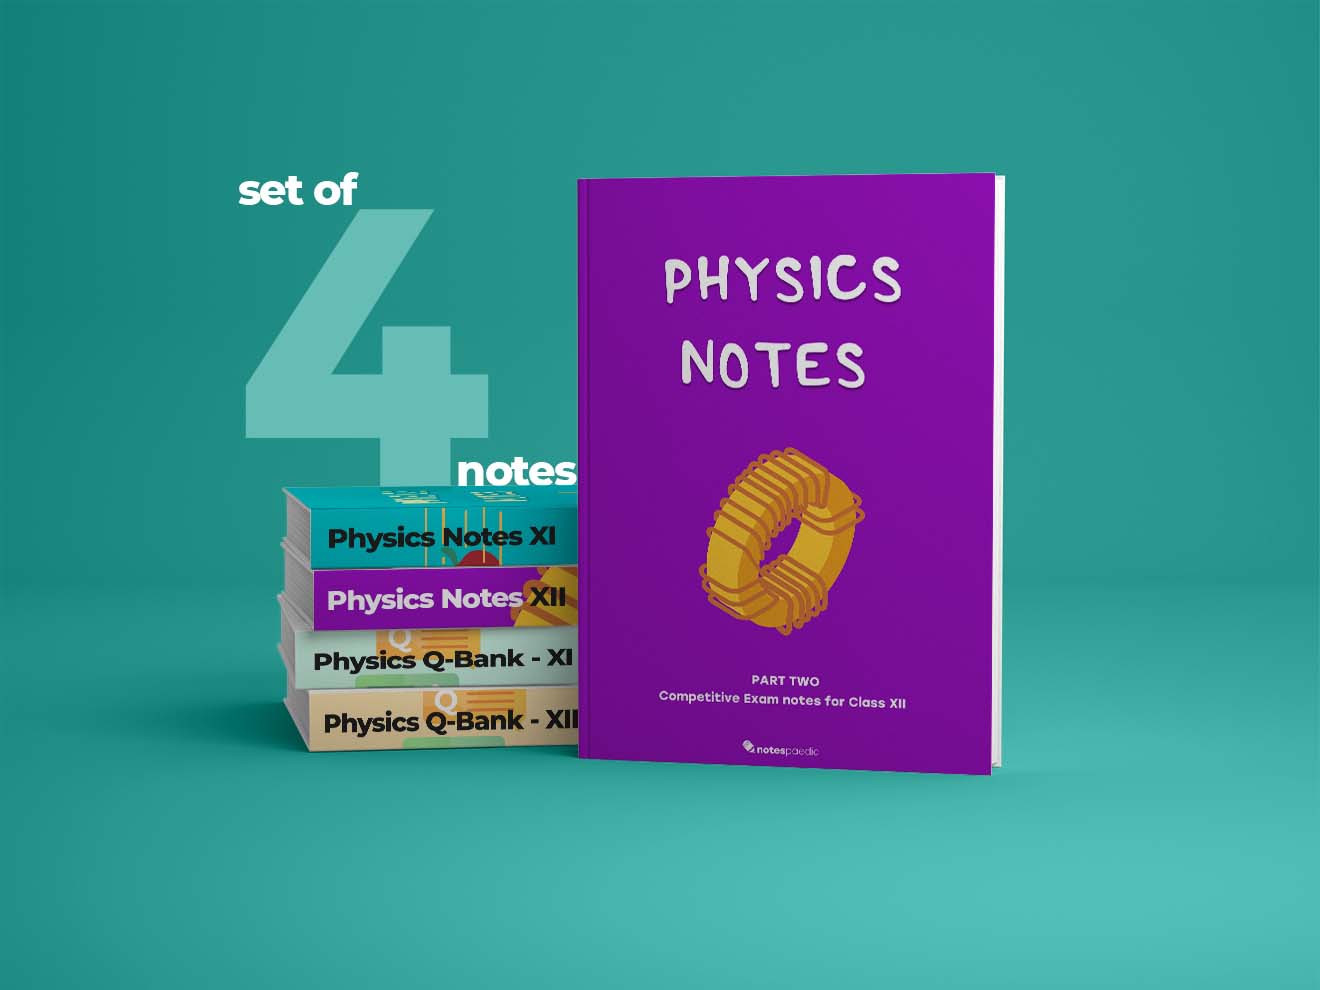 set of
4
notes
Physics Notes XI
Physics Notes XII
Q
Physics Q-Bank - XI
Q
Physics Q-Bank - XII
PHYSICS
NOTES
PART TWO
Competitive Exam notes for Class XII
notespaedic